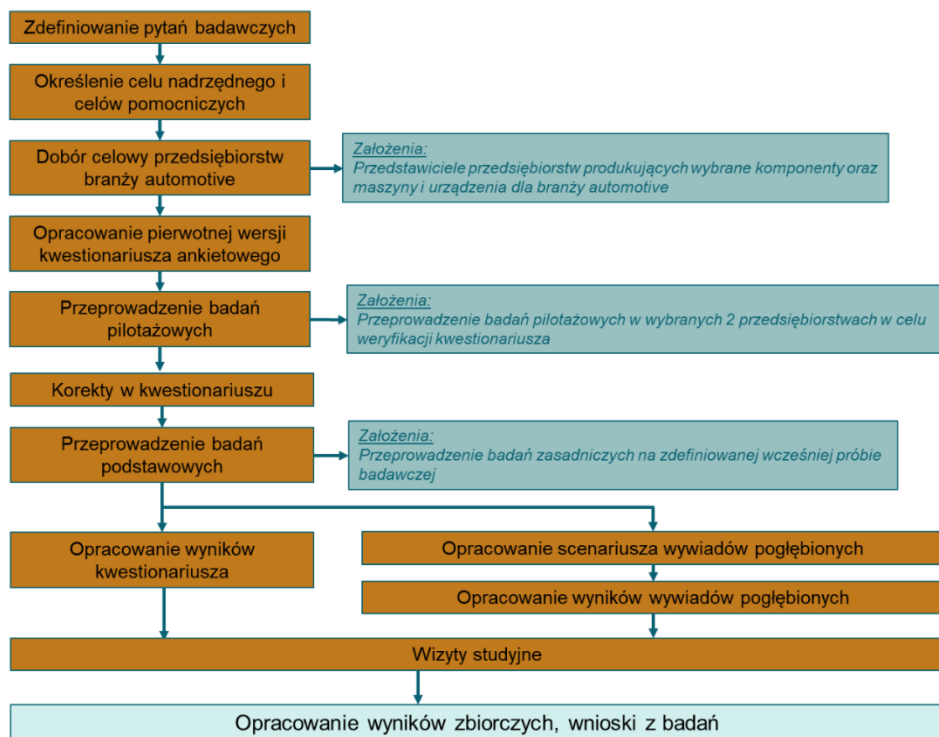 Zdefiniowanie pytań badawczych
Określenie celu nadrzędnego i
celów pomocniczych
Dobór celowy przedsiębiorstw
branży automotive
Założenia:
Przedstawiciele przedsiębiorstw produkujących wybrane komponenty oraz
maszyny i urządzenia dla branży automotive
Opracowanie pierwotnej wersji
kwestionariusza ankietowego
Przeprowadzenie badań
pilotażowych
Założenia:
Przeprowadzenie badań pilotażowych w wybranych 2 przedsiębiorstwach w celu
weryfikacji kwestionariusza
Korekty w kwestionariuszu
Przeprowadzenie badań
podstawowych
Założenia:
Przeprowadzenie badań zasadniczych na zdefiniowanej wcześniej próbie
badawczej
Opracowanie wyników
kwestionariusza
Opracowanie scenariusza wywiadów pogłębionych
Opracowanie wyników wywiadów pogłębionych
Wizyty studyjne
Opracowanie wyników zbiorczych, wnioski z badań